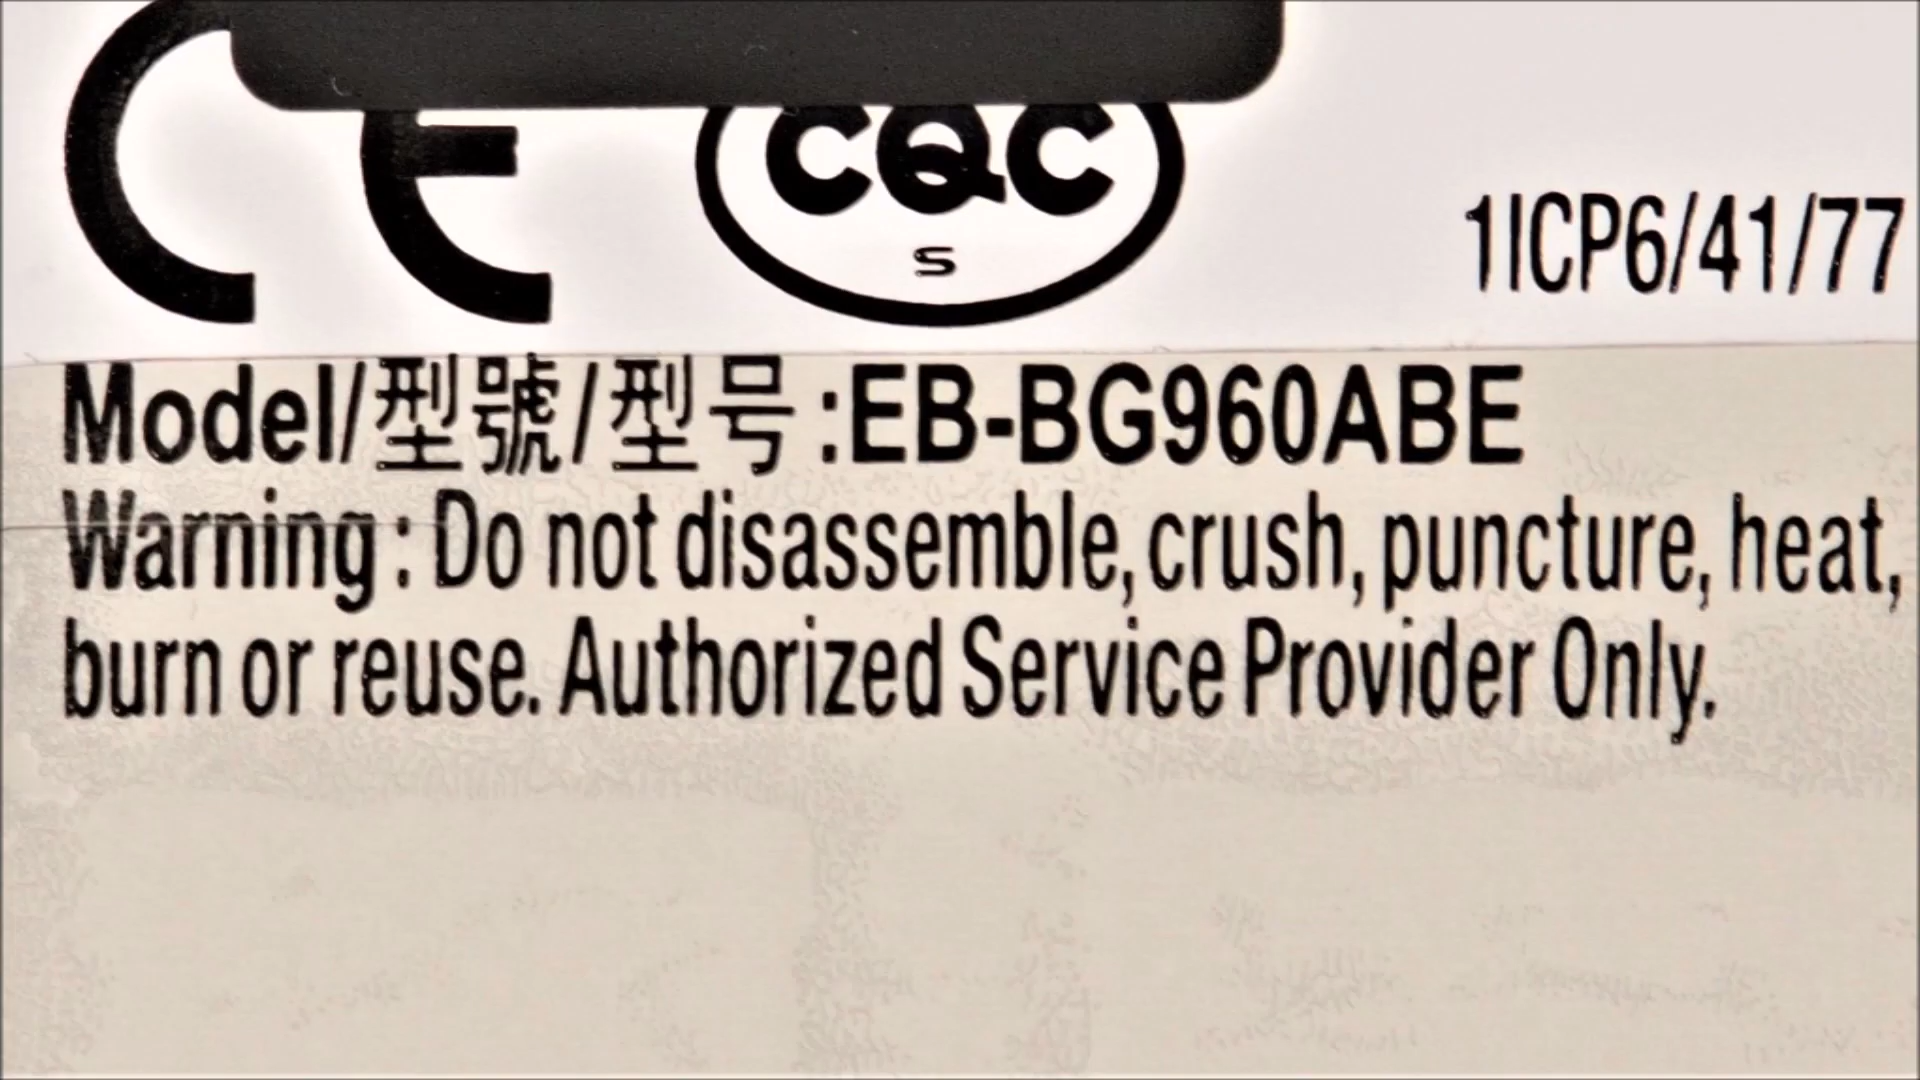 CE
CQC
S
1ICP6/41/77
Model/型號/型号:EB-BG960ABE
Warning : Do not disassemble, crush, puncture, heat,
burn or reuse. Authorized Service Provider Only.